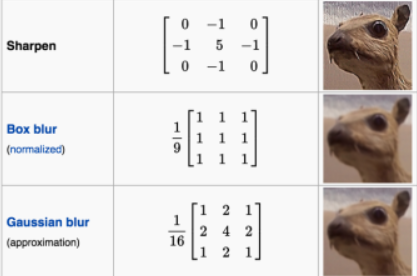 Sharpen
0 -1 0
-1 5 -1
0 -1 0
Box blur
(normalized)
1/9
1 1 1
1 1 1
1 1 1
Gaussian blur
(approximation)
1/16
1 2 1
2 4 2
1 2 1